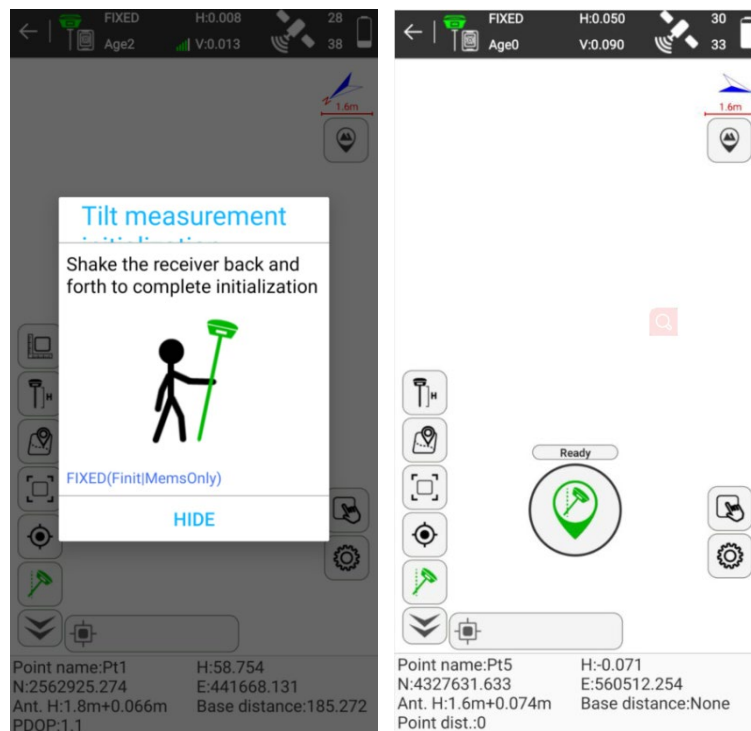 FIXED H:0.008 28
Age2 V:0.013 38
1.6m
Tilt measurement
Shake the receiver back and
forth to complete initialization
H
FIXED(Finit|MemsOnly)
HIDE
Point name:Pt1 H:58.754
N:2562925.274 E:441668.131
Ant. H:1.8m+0.066m Base distance:185.272
PDOP:1.1
FIXED H:0.050 30
Age0 V:0.090 33
1.6m
H
Ready
Point name:Pt5 H:-0.071
N:4327631.633 E:560512.254
Ant. H:1.6m+0.074m Base distance:None
Point dist.:0